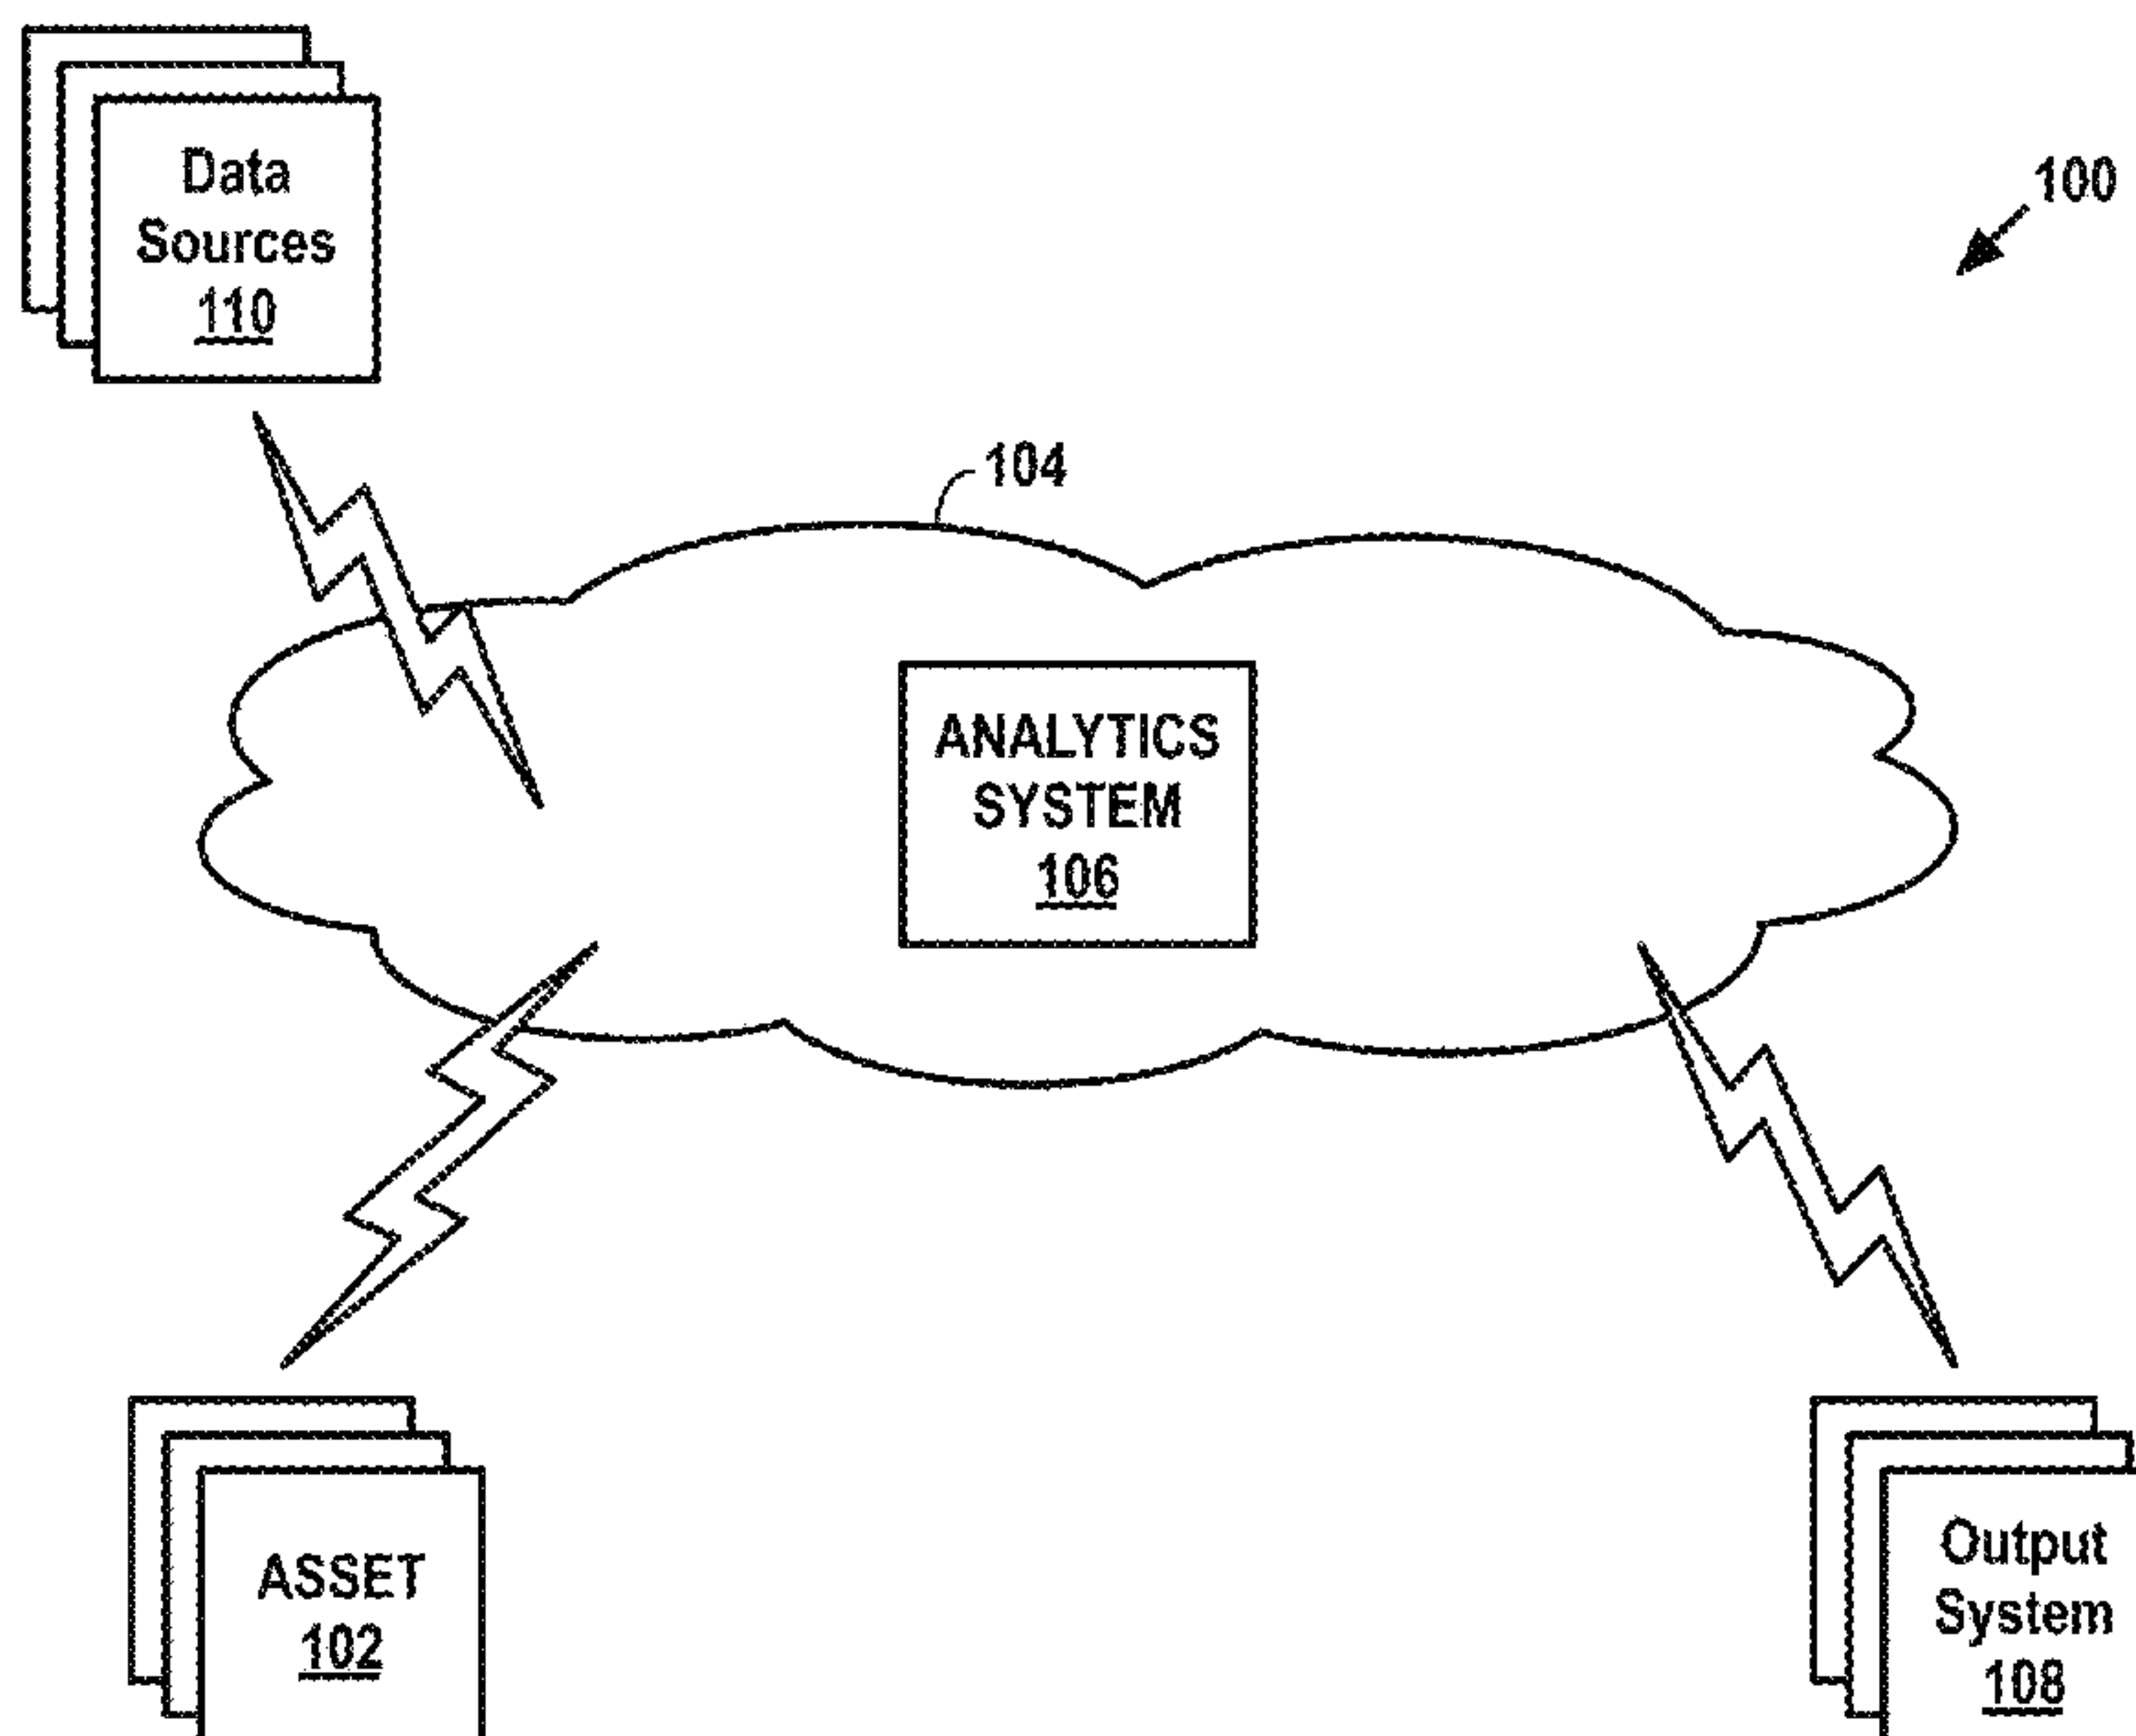 Data
Sources
110
100
104
ANALYTICS
SYSTEM
106
ASSET
102
Output
System
108